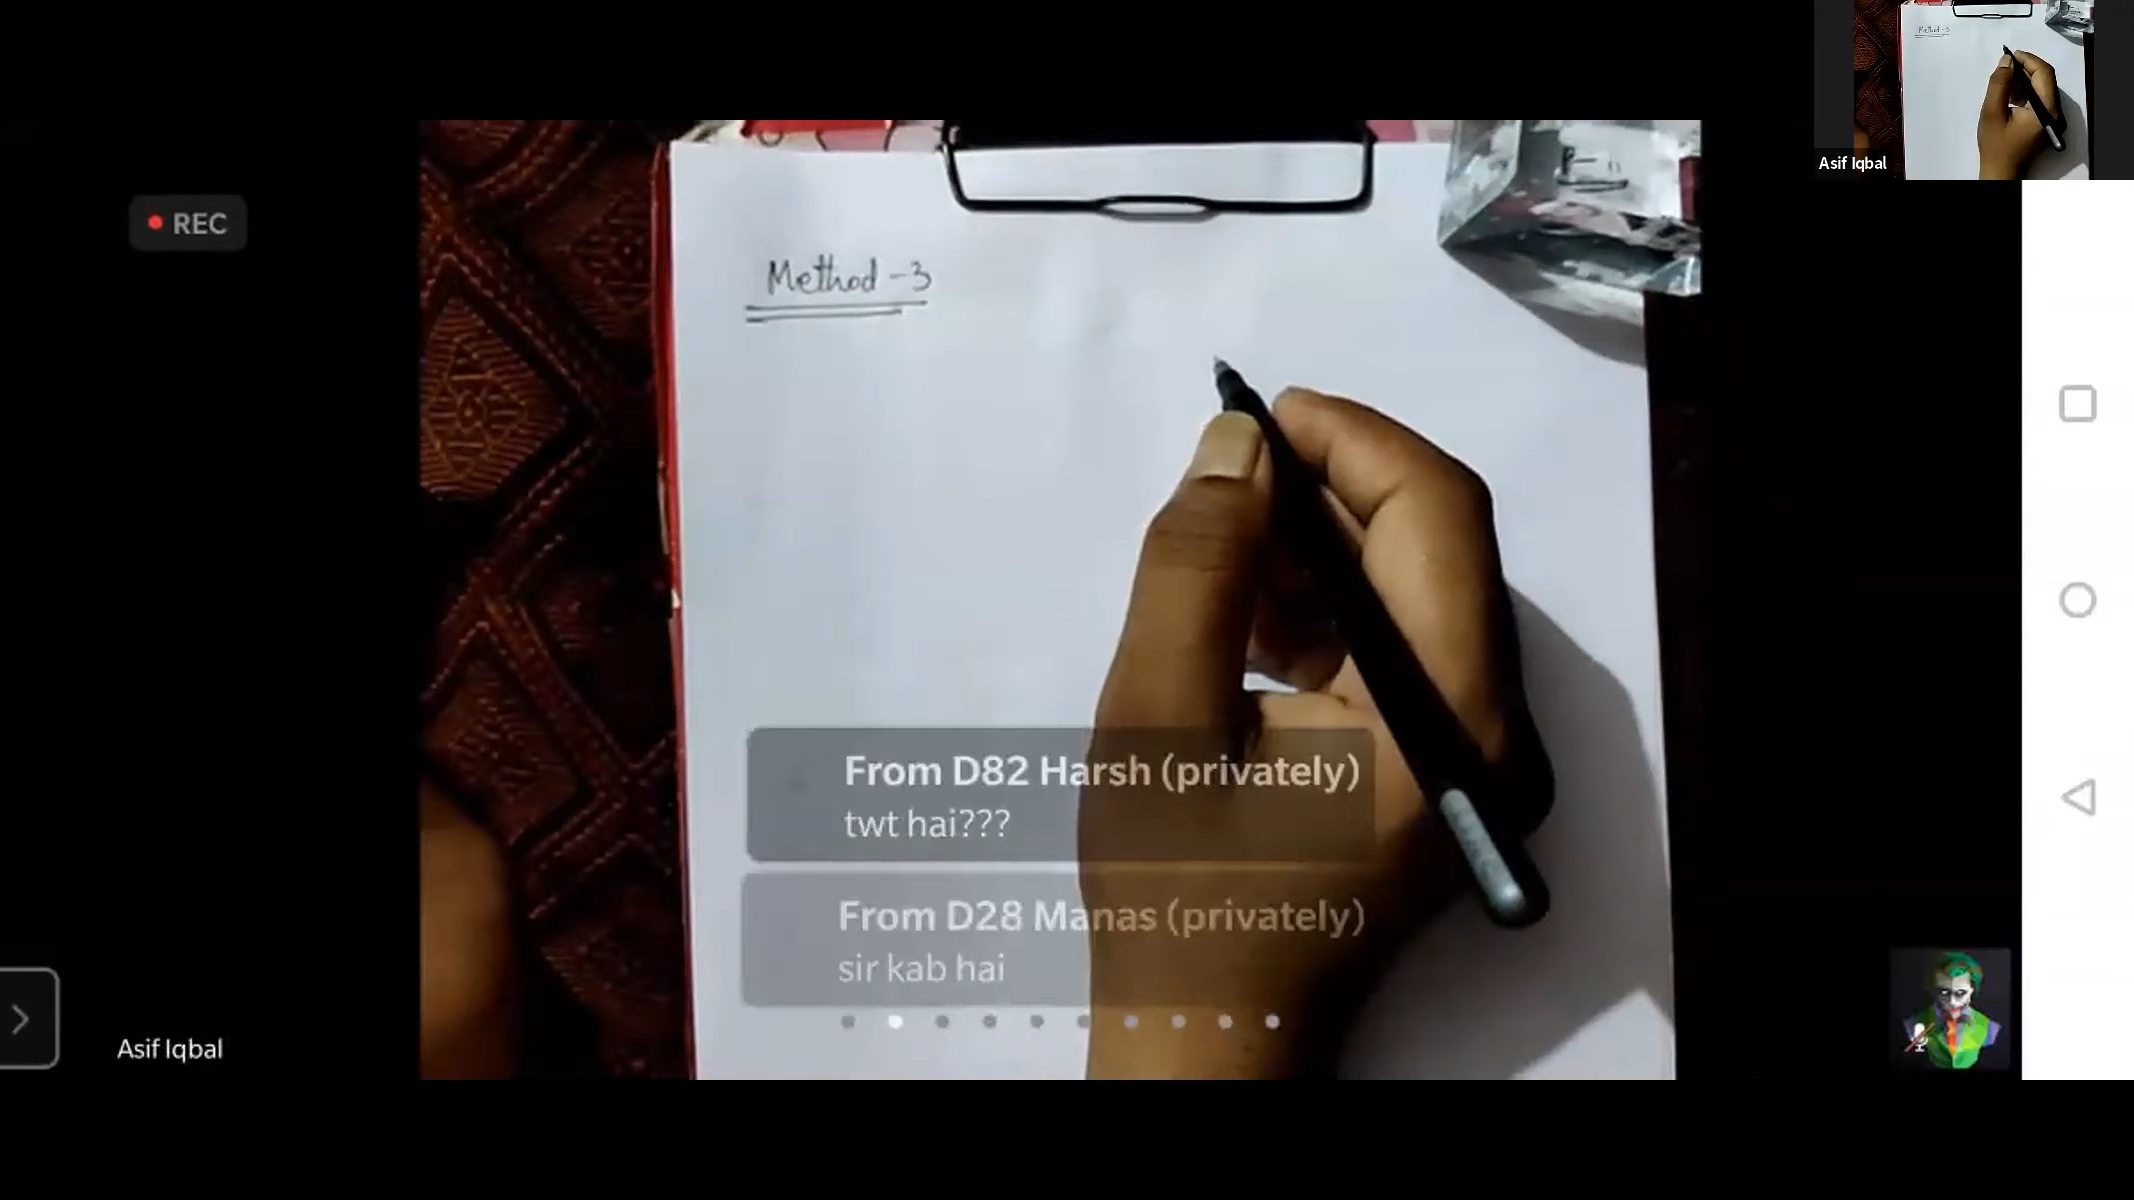 Asif Iqbal
REC
Method - 3
From D82 Harsh (privately)
twt hai???
From D28 Manas (privately)
sir kab hai
Asif Iqbal